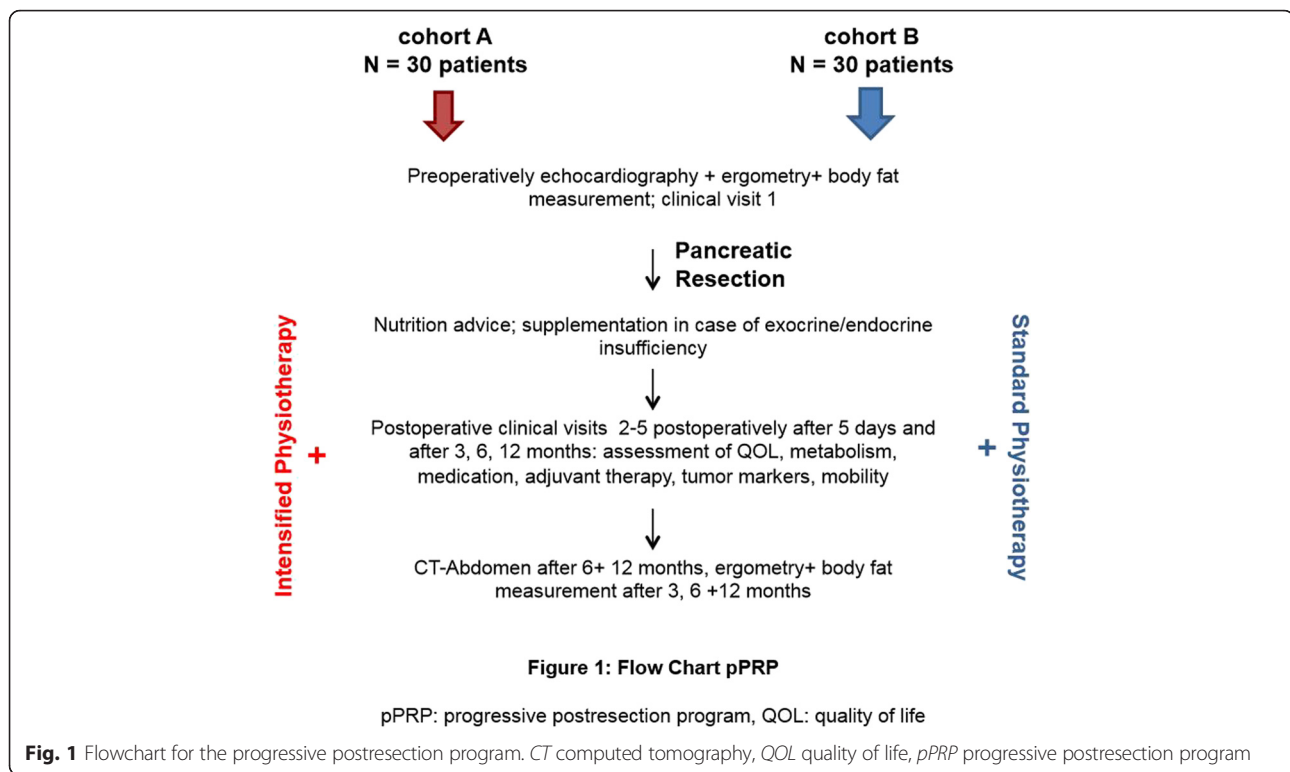 cohort A
N = 30 patients
cohort B
N = 30 patients
Preoperatively echocardiography + ergometry+ body fat
measurement; clinical visit 1
Pancreatic
Resection
Nutrition advice; supplementation in case of exocrine/endocrine
insufficiency
Intensified Physiotherapy
+
Postoperative clinical visits 2-5 postoperatively after 5 days and
after 3, 6, 12 months: assessment of QOL, metabolism,
medication, adjuvant therapy, tumor markers, mobility
+
Standard Physiotherapy
CT-Abdomen after 6+ 12 months, ergometry+ body fat
measurement after 3, 6 +12 months
Figure 1: Flow Chart pPRP
pPRP: progressive postresection program, QOL: quality of life
Fig. 1 Flowchart for the progressive postresection program. CT computed tomography, QOL quality of life, pPRP progressive postresection program